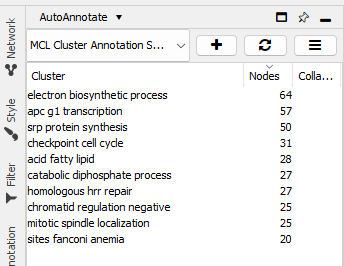 AutoAnnotate ▼
MCL Cluster Annotation S...
Cluster Nodes Colla...
electron biosynthetic process 64
apc g1 transcription 57
srp protein synthesis 50
checkpoint cell cycle 31
acid fatty lipid 28
catabolic diphosphate process 27
homologous hrr repair 27
chromatid regulation negative 25
mitotic spindle localization 25
sites fanconi anemia 20
Network
Style
Filter
notation